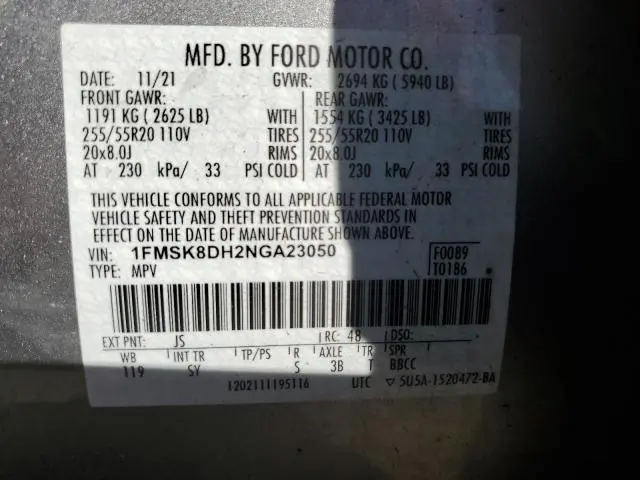 MFD. BY FORD MOTOR CO.
DATE: 11/21 GVWR: 2694 KG ( 5940 LB)
FRONT GAWR: REAR GAWR:
1191 KG ( 2625 LB) WITH 1554 KG ( 3425 LB) WITH
255/55R20 110V TIRES 255/55R20 110V TIRES
20x8.0J RIMS 20x8.0J RIMS
AT 230 kPa/ 33 PSI COLD AT 230 kPa/ 33 PSI COLD
THIS VEHICLE CONFORMS TO ALL APPLICABLE FEDERAL MOTOR
VEHICLE SAFETY AND THEFT PREVENTION STANDARDS IN
EFFECT ON THE DATE OF MANUFACTURE SHOWN ABOVE.
VIN: 1FMSK8DH2NGA23050 F0089
TYPE: MPV T0186
EXT PNT: JS RC: 48 DSO:
WB INT TR TP/PS R AXLE TR SPR
119 SY S 3B T BBCC
1202111195116 UTC ▽ 5U5A-1520472-BA